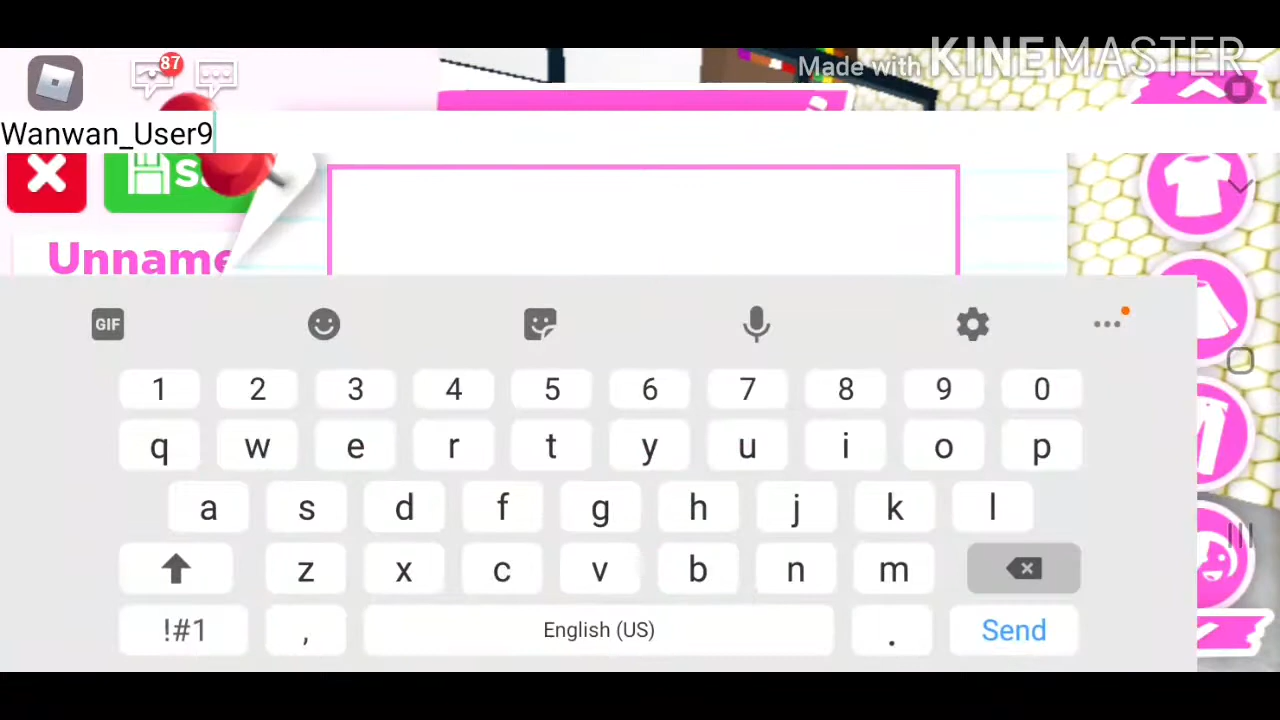 87
Made with KINEMASTER
Wanwan_User9
S
Unname
GIF
1 2 3 4 5 6 7 8 9 0
q w e r t y u i o p
a s d f g h j k l
z x c v b n m
!#1 , English (US) . Send